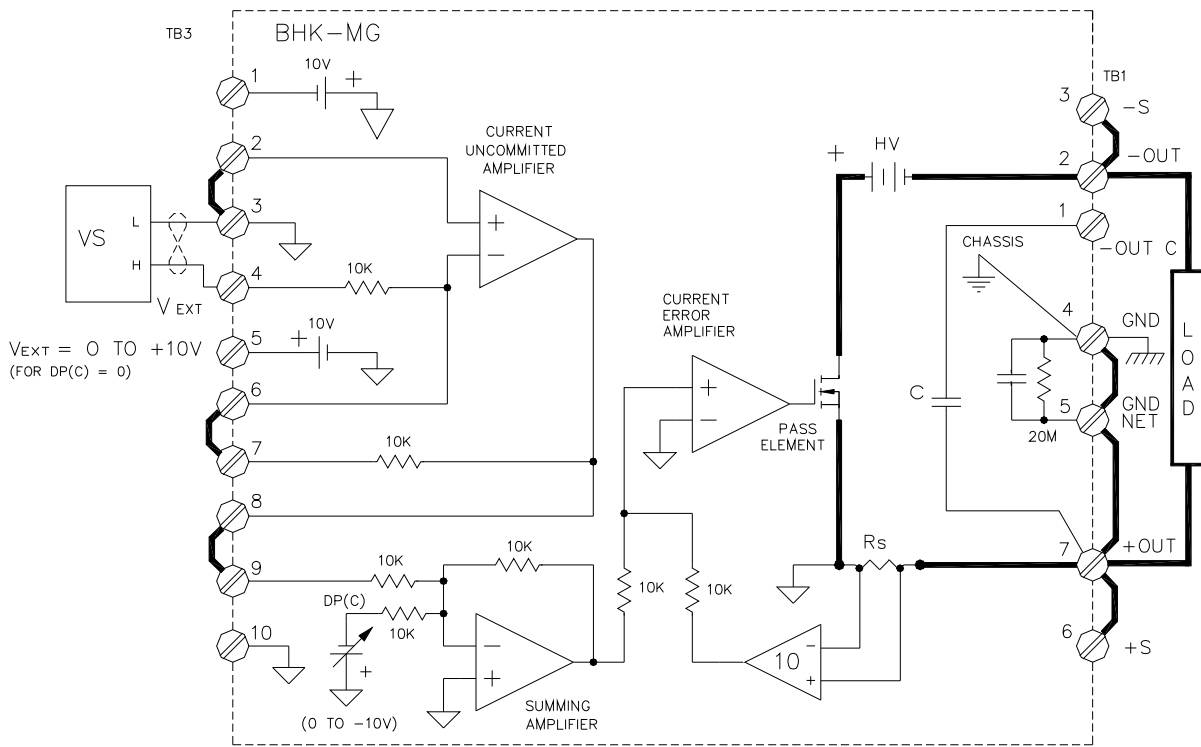 TB3
BHK-MG
1
10V
+
2
CURRENT
UNCOMMITTED
AMPLIFIER
+
−
VS
L
H
3
4
VEXT
10K
VEXT = 0 TO +10V
(FOR DP(C) = 0)
5
+
10V
6
7
10K
8
9
10K
10K
DP(C)
10K
+
(0 TO −10V)
10
−
+
SUMMING
AMPLIFIER
10K
10K
CURRENT
ERROR
AMPLIFIER
+
−
PASS
ELEMENT
+
HV
Rs
10
-
+
C
CHASSIS
20M
TB1
3
-S
2
-OUT
1
-OUT C
4
GND
5
GND
NET
7
+OUT
6
+S
LOAD